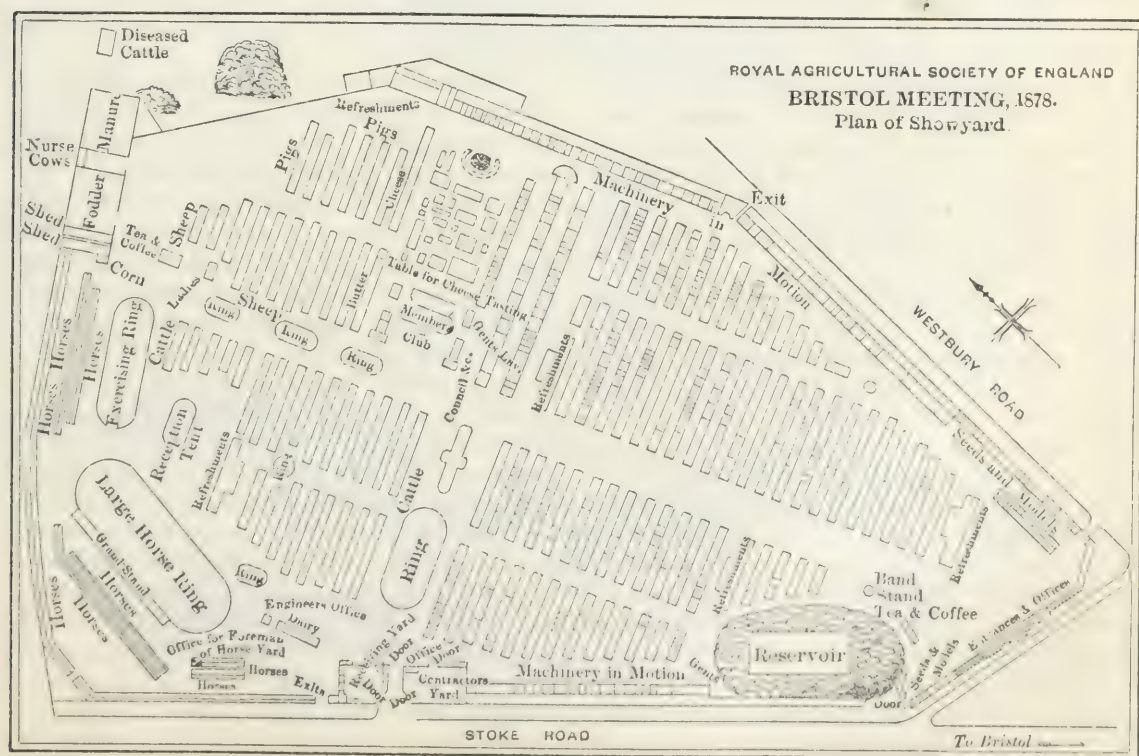 ROYAL AGRICULTURAL SOCIETY OF ENGLAND
BRISTOL MEETING, 1878.
Plan of Showyard.
Diseased
Cattle
Manure
Nurse
Cows
Fodder
Shed
Shed
Corn
Tea &
Coffee
Refreshments
Pigs
Pigs
Cheese
Sheep
Ladies
Ring
Sheep
Ring
Butter
Ring
Table for Cheese Tasting
Members
Club
Gents Lav.
Council &c.
Machinery
in
Motion
Exit
WESTBURY ROAD
Horses
Horses
Horses
Exercising Ring
Cattle
Reception
Tent
Refreshments
Ring
Cattle
Refreshments
Large Horse Ring
Grand Stand
Horses
Horses
Horses
Ring
Ring
Engineers Office
Dairy
Office for Foreman
of Horse Yard
Horses
Horses
Exits
Yard
Door
Office
Door
Door
Door
Contractors
Yard
Machinery in Motion
Gents
Refreshments
Reservoir
Band
Stand
Tea & Coffee
Refreshments
Seeds and Models
Seeds &
Models
Entrances & Offices
Door
STOKE ROAD
To Bristol